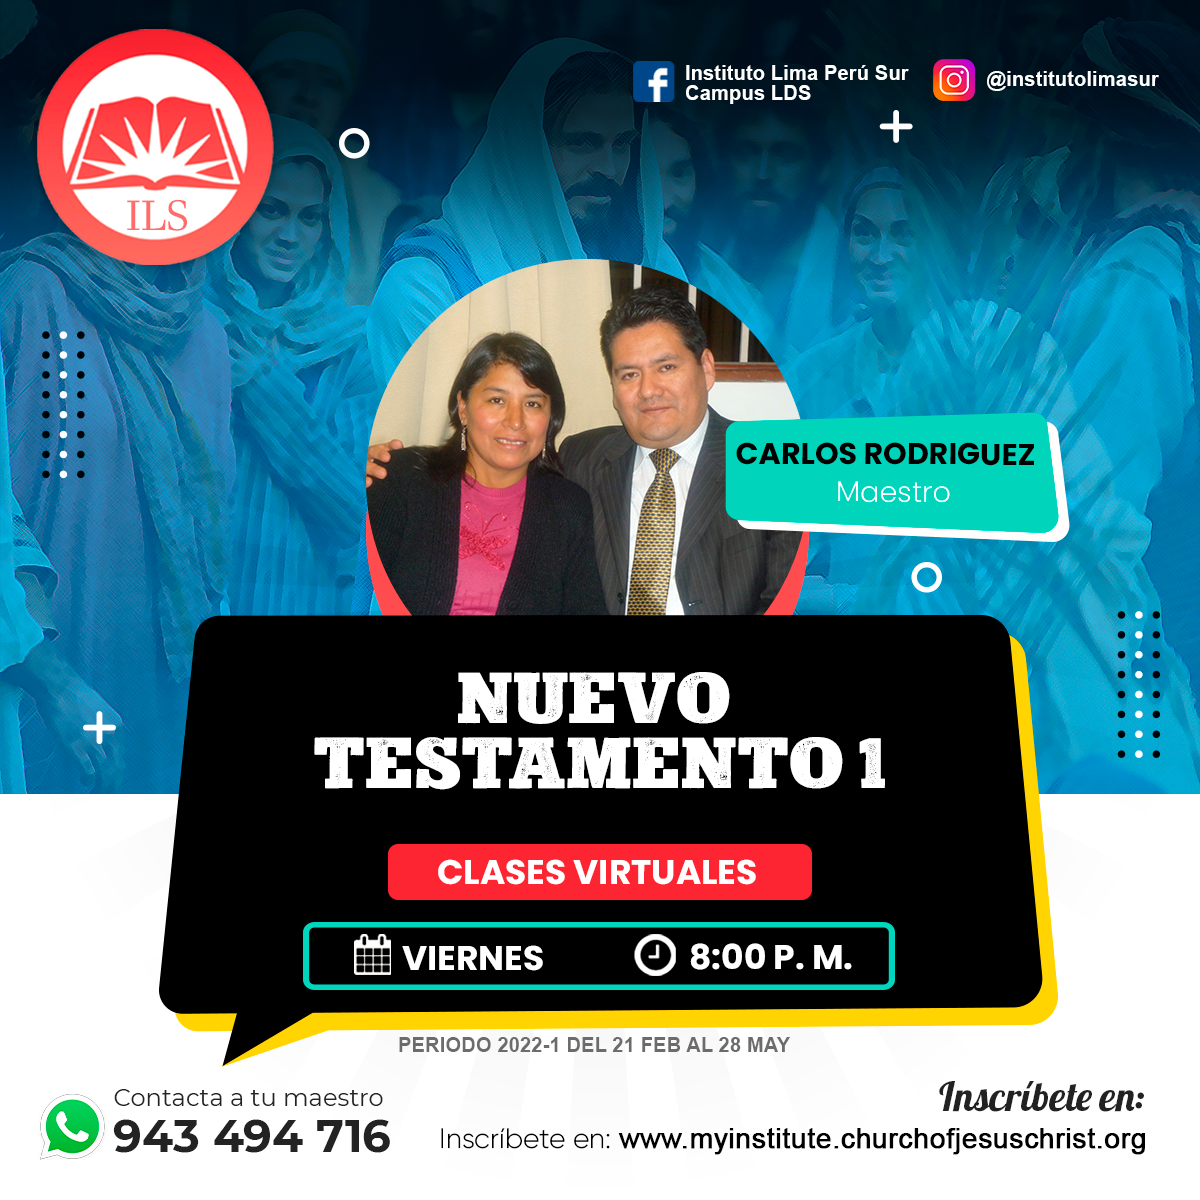 ILS
Instituto Lima Perú Sur
Campus LDS
@institutolimasur
CARLOS RODRIGUEZ
Maestro
NUEVO
TESTAMENTO 1
CLASES VIRTUALES
VIERNES
8:00 P. M.
PERIODO 2022-1 DEL 21 FEB AL 28 MAY
Contacta a tu maestro
943 494 716
Inscríbete en:
Inscríbete en: www.myinstitute.churchofjesuschrist.org